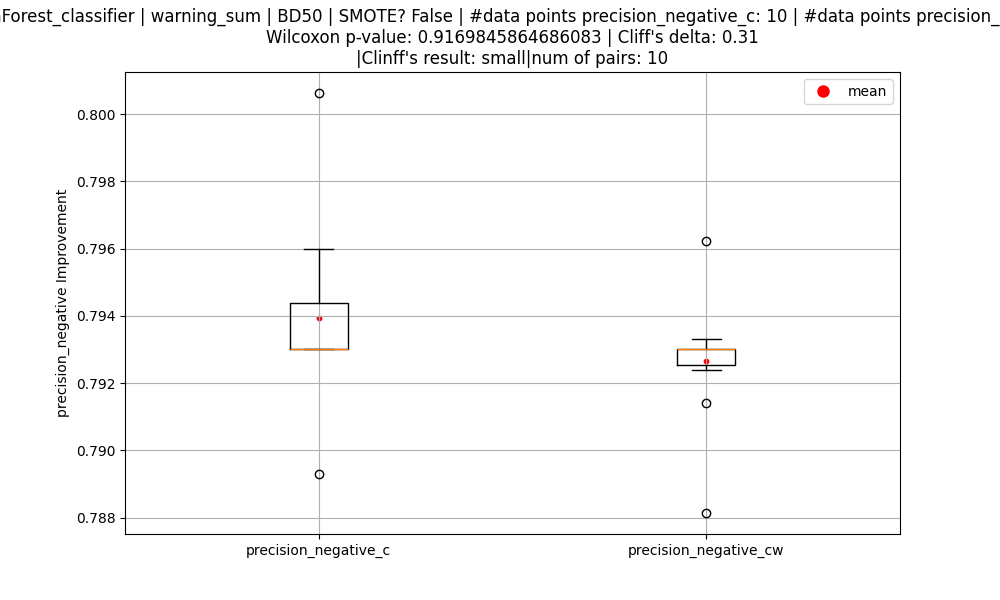 Forest_classifier | warning_sum | BD50 | SMOTE? False | #data points precision_negative_c: 10 | #data points precision_
Wilcoxon p-value: 0.9169845864686083 | Cliff's delta: 0.31
|Clinff's result: small|num of pairs: 10
mean
0.800
0.798
0.796
0.794
0.792
0.790
0.788
precision_negative Improvement
precision_negative_c
precision_negative_cw